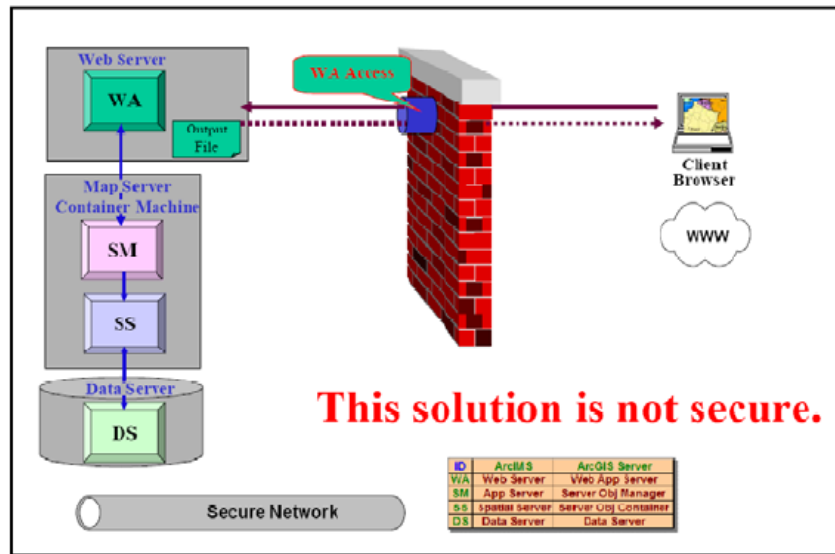 Web Server
WA
Output
File
WA Access
Client
Browser
WWW
Map Server
Container Machine
SM
SS
Data Server
DS
This solution is not secure.
Secure Network
ID ArcIMS ArcGIS Server
WA Web Server Web App Server
SM App Server Server Obj Manager
SS Spatial Server Server Obj Container
DS Data Server Data Server